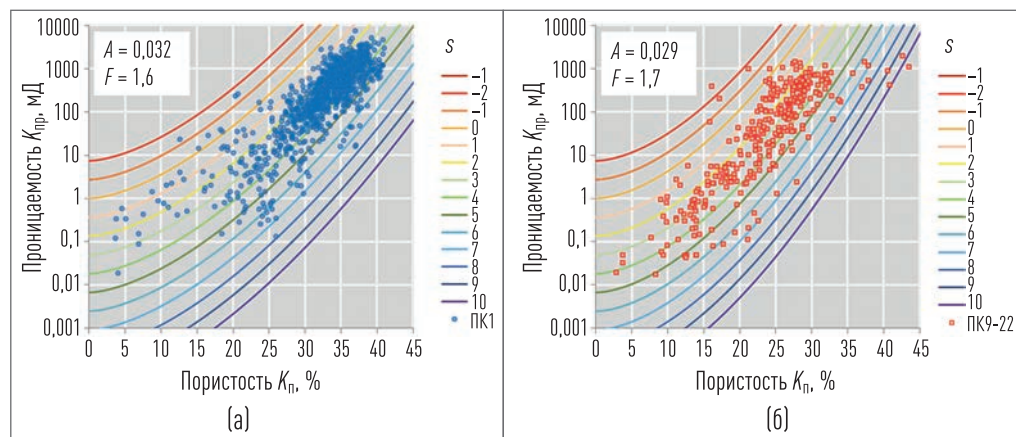 A = 0,032
F = 1,6
Проницаемость Kпр, мД
10000
1000
100
10
1
0,1
0,01
0,001
0 5 10 15 20 25 30 35 40 45
Пористость Kп, %
(а)
S
–1
–2
–1
0
1
2
3
4
5
6
7
8
9
10
ПК1
A = 0,029
F = 1,7
Проницаемость Kпр, мД
10000
1000
100
10
1
0,1
0,01
0,001
0 5 10 15 20 25 30 35 40 45
Пористость Kп, %
(б)
S
–1
–2
–1
0
1
2
3
4
5
6
7
8
9
10
ПК9-22